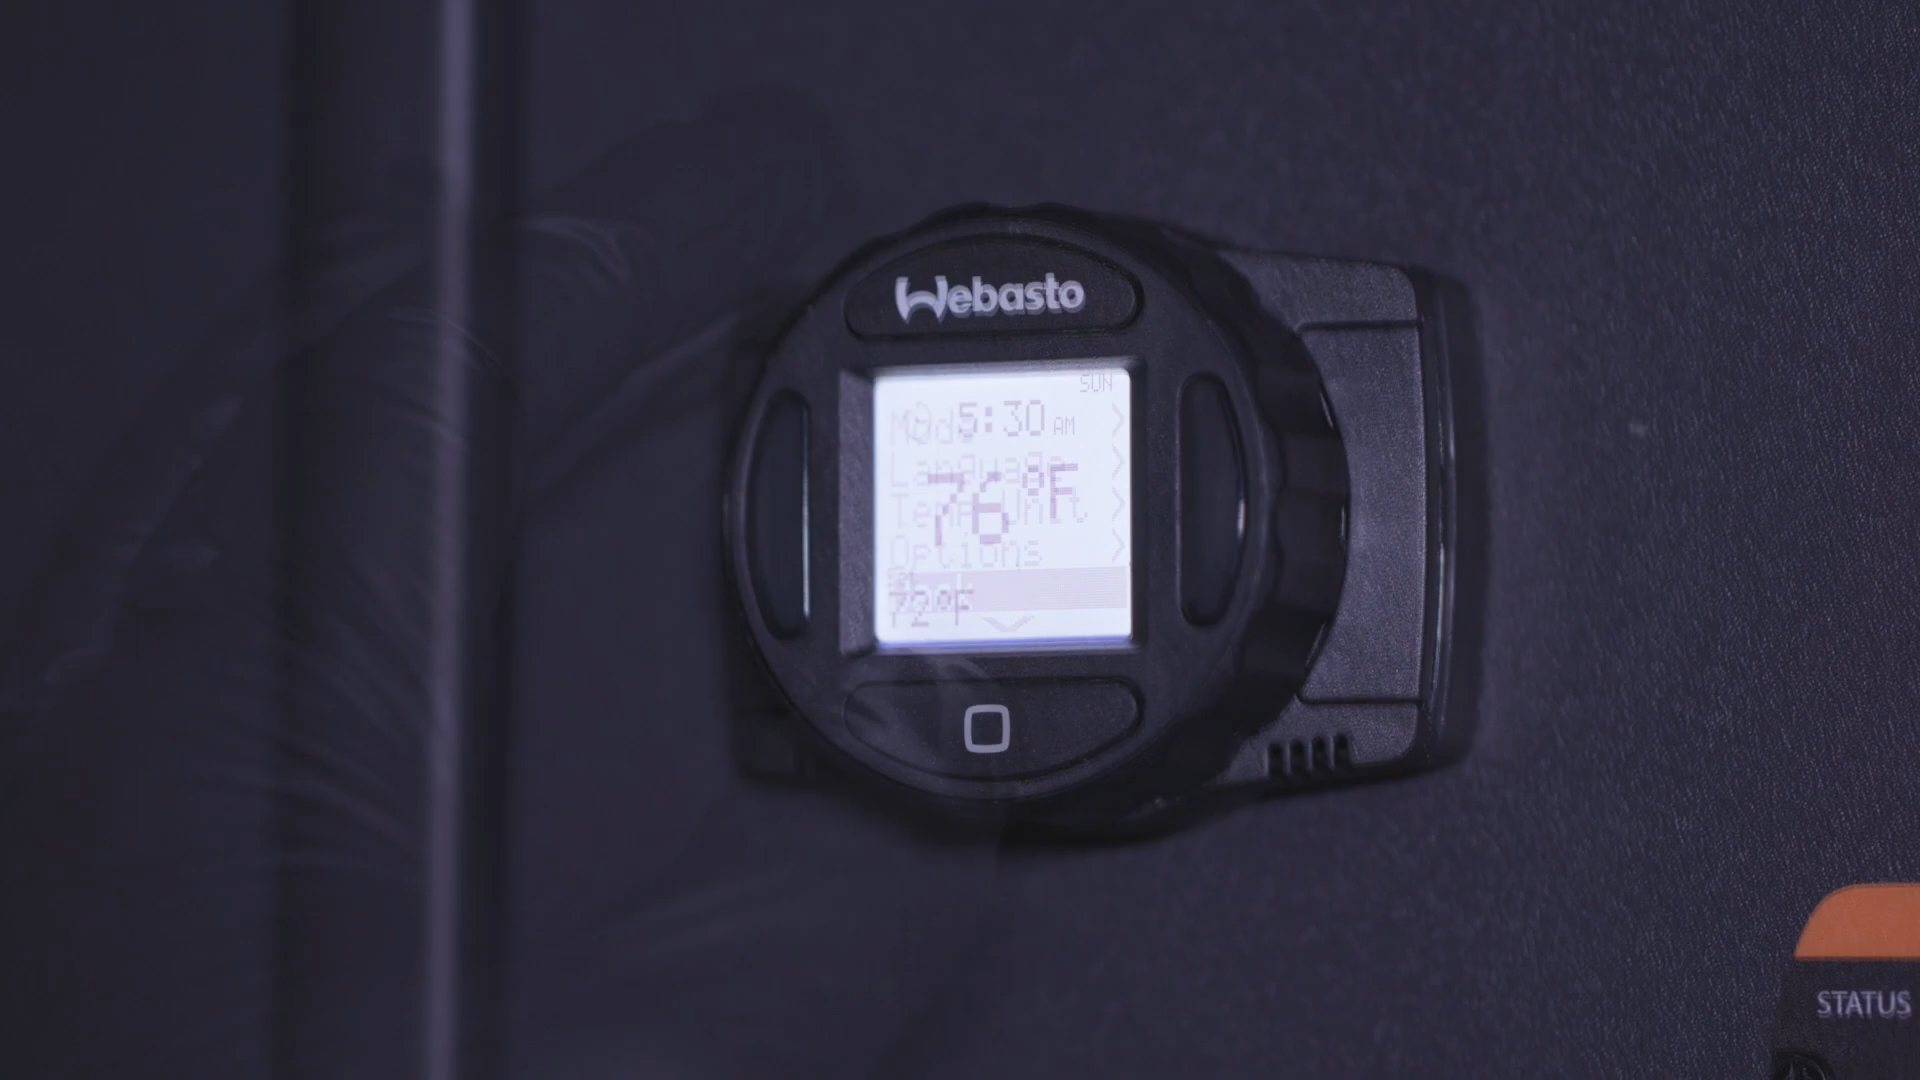 Webasto
SUN
5:30 AM
Mode
Language
76°F
Temp Unit
Options
72°F
STATUS